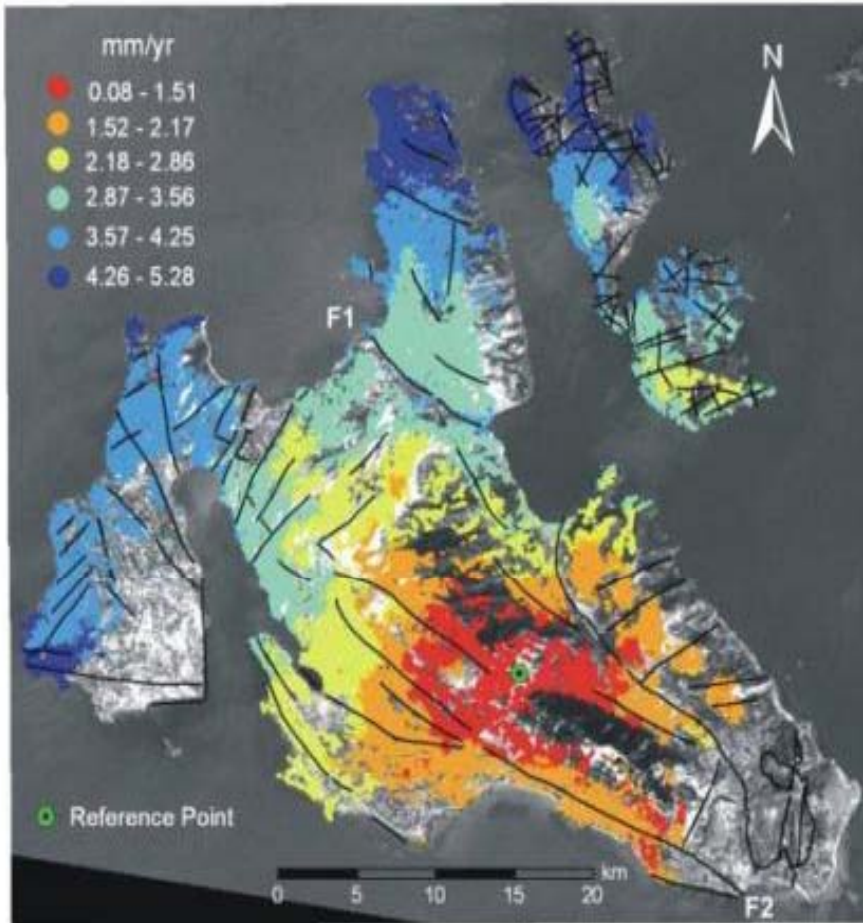 mm/yr
0.08 - 1.51
1.52 - 2.17
2.18 - 2.86
2.87 - 3.56
3.57 - 4.25
4.26 - 5.28
N
F1
Reference Point
km
0 5 10 15 20
F2